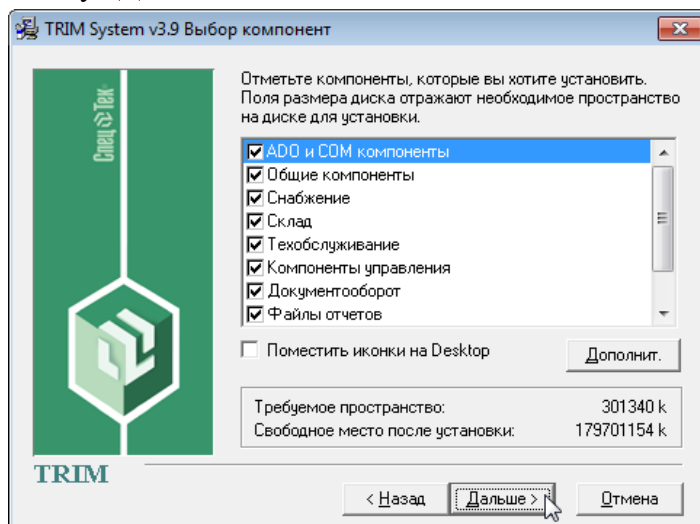 TRIM System v3.9 Выбор компонент
СпецТек
Отметьте компоненты, которые вы хотите установить.
Поля размера диска отражают необходимое пространство
на диске для установки.
ADO и COM компоненты
Общие компоненты
Снабжение
Склад
Техобслуживание
Компоненты управления
Документооборот
Файлы отчетов
Поместить иконки на Desktop
Дополнит.
Требуемое пространство: 301340 k
Свободное место после установки: 179701154 k
TRIM
< Назад Дальше > Отмена